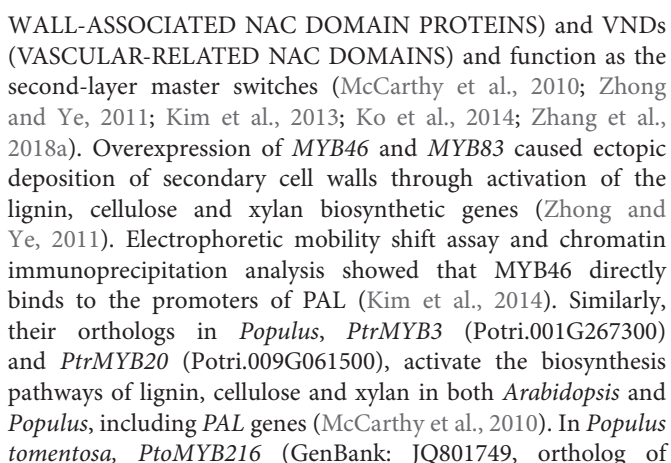 WALL-ASSOCIATED NAC DOMAIN PROTEINS) and VNDs
(VASCULAR-RELATED NAC DOMAINS) and function as the
second-layer master switches (McCarthy et al., 2010; Zhong
and Ye, 2011; Kim et al., 2013; Ko et al., 2014; Zhang et al.,
2018a). Overexpression of MYB46 and MYB83 caused ectopic
deposition of secondary cell walls through activation of the
lignin, cellulose and xylan biosynthetic genes (Zhong and
Ye, 2011). Electrophoretic mobility shift assay and chromatin
immunoprecipitation analysis showed that MYB46 directly
binds to the promoters of PAL (Kim et al., 2014). Similarly,
their orthologs in Populus, PtrMYB3 (Potri.001G267300)
and PtrMYB20 (Potri.009G061500), activate the biosynthesis
pathways of lignin, cellulose and xylan in both Arabidopsis and
Populus, including PAL genes (McCarthy et al., 2010). In Populus
tomentosa, PtoMYB216 (GenBank: JQ801749, ortholog of